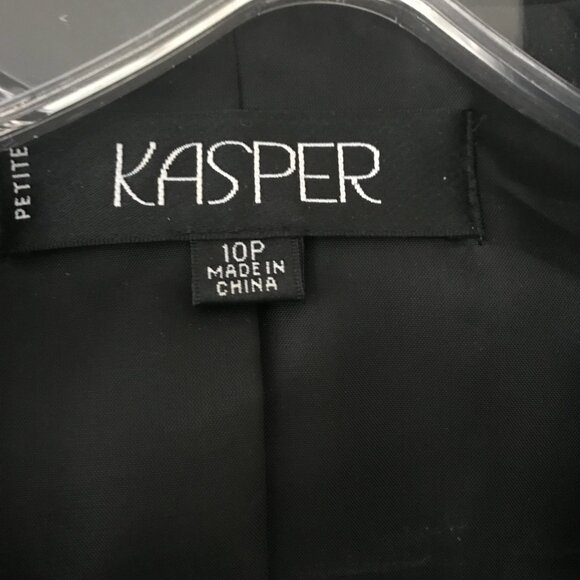 PETITE
KASPER
10P
MADE IN
CHINA